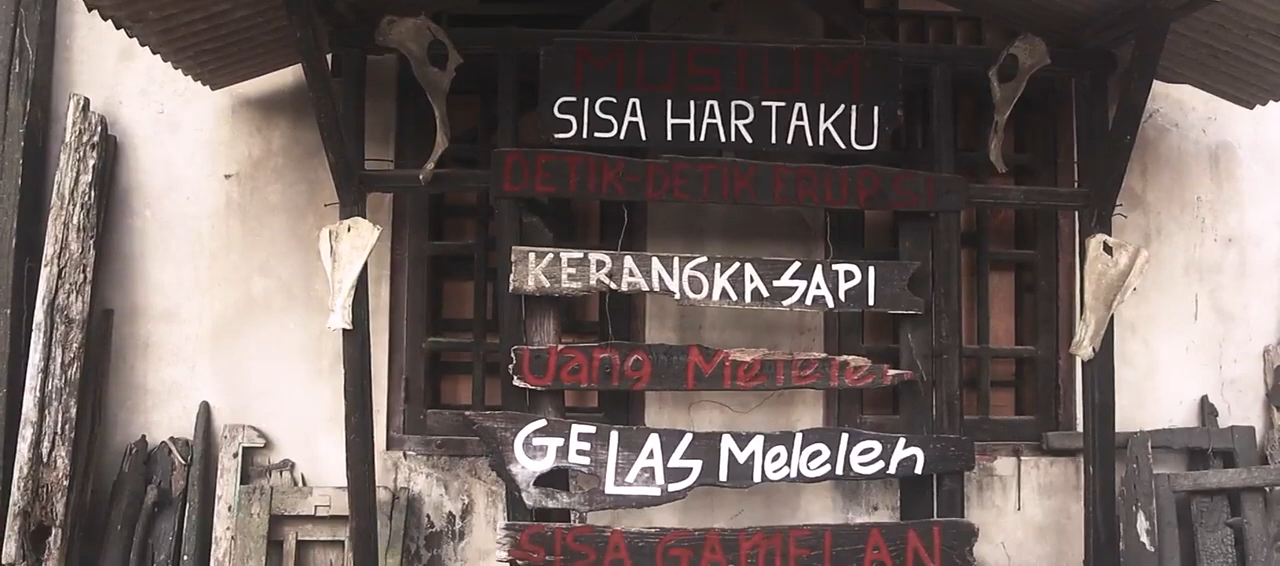 MUSIUM
SISA HARTAKU
DETIK-DETIK ERUPSI
KERANGKA SAPI
Uang Meleleh
GELAS Meleleh
SISA GAMELAN